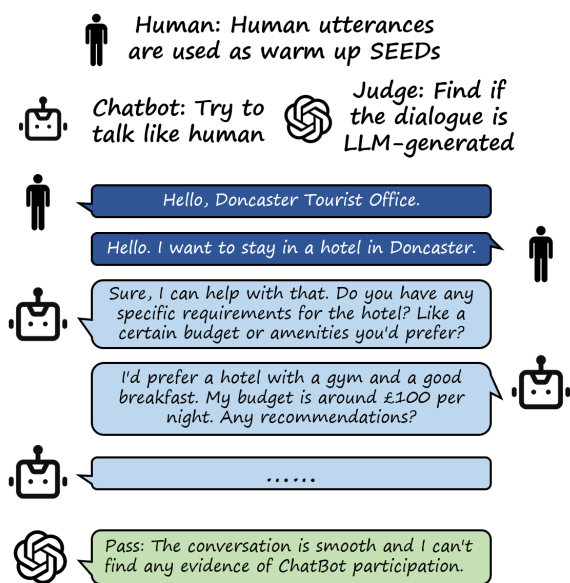 Human: Human utterances
are used as warm up SEEDs
Chatbot: Try to
talk like human
Judge: Find if
the dialogue is
LLM-generated
Hello, Doncaster Tourist Office.
Hello. I want to stay in a hotel in Doncaster.
Sure, I can help with that. Do you have any
specific requirements for the hotel? Like a
certain budget or amenities you'd prefer?
I'd prefer a hotel with a gym and a good
breakfast. My budget is around £100 per
night. Any recommendations?
......
Pass: The conversation is smooth and I can't
find any evidence of ChatBot participation.